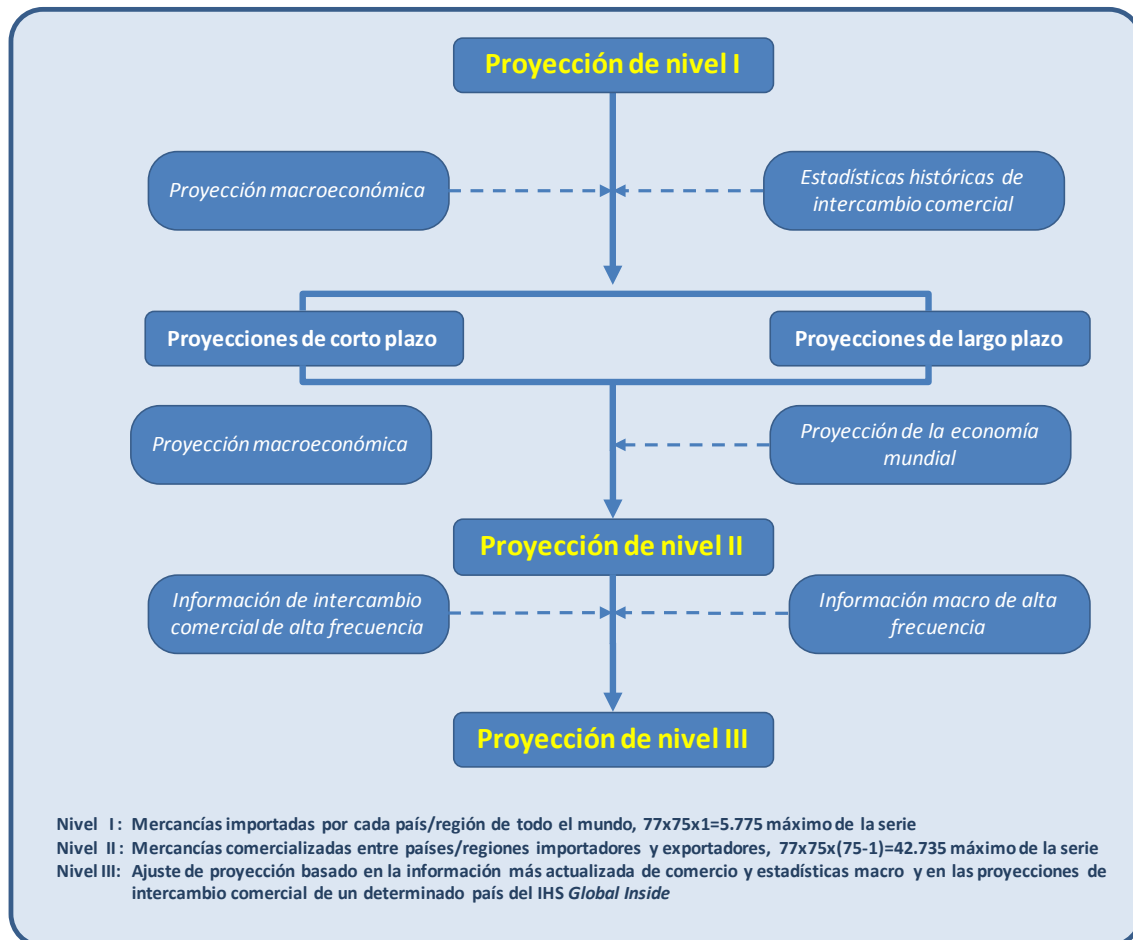 Proyección de nivel I
Proyección macroeconómica
Estadísticas históricas de
intercambio comercial
Proyecciones de corto plazo
Proyecciones de largo plazo
Proyección macroeconómica
Proyección de la economía
mundial
Proyección de nivel II
Información de intercambio
comercial de alta frecuencia
Información macro de alta
frecuencia
Proyección de nivel III
Nivel I : Mercancías importadas por cada país/región de todo el mundo, 77x75x1=5.775 máximo de la serie
Nivel II : Mercancías comercializadas entre países/regiones importadores y exportadores, 77x75x(75-1)=42.735 máximo de la serie
Nivel III: Ajuste de proyección basado en la información más actualizada de comercio y estadísticas macro y en las proyecciones de
intercambio comercial de un determinado país del IHS Global Inside